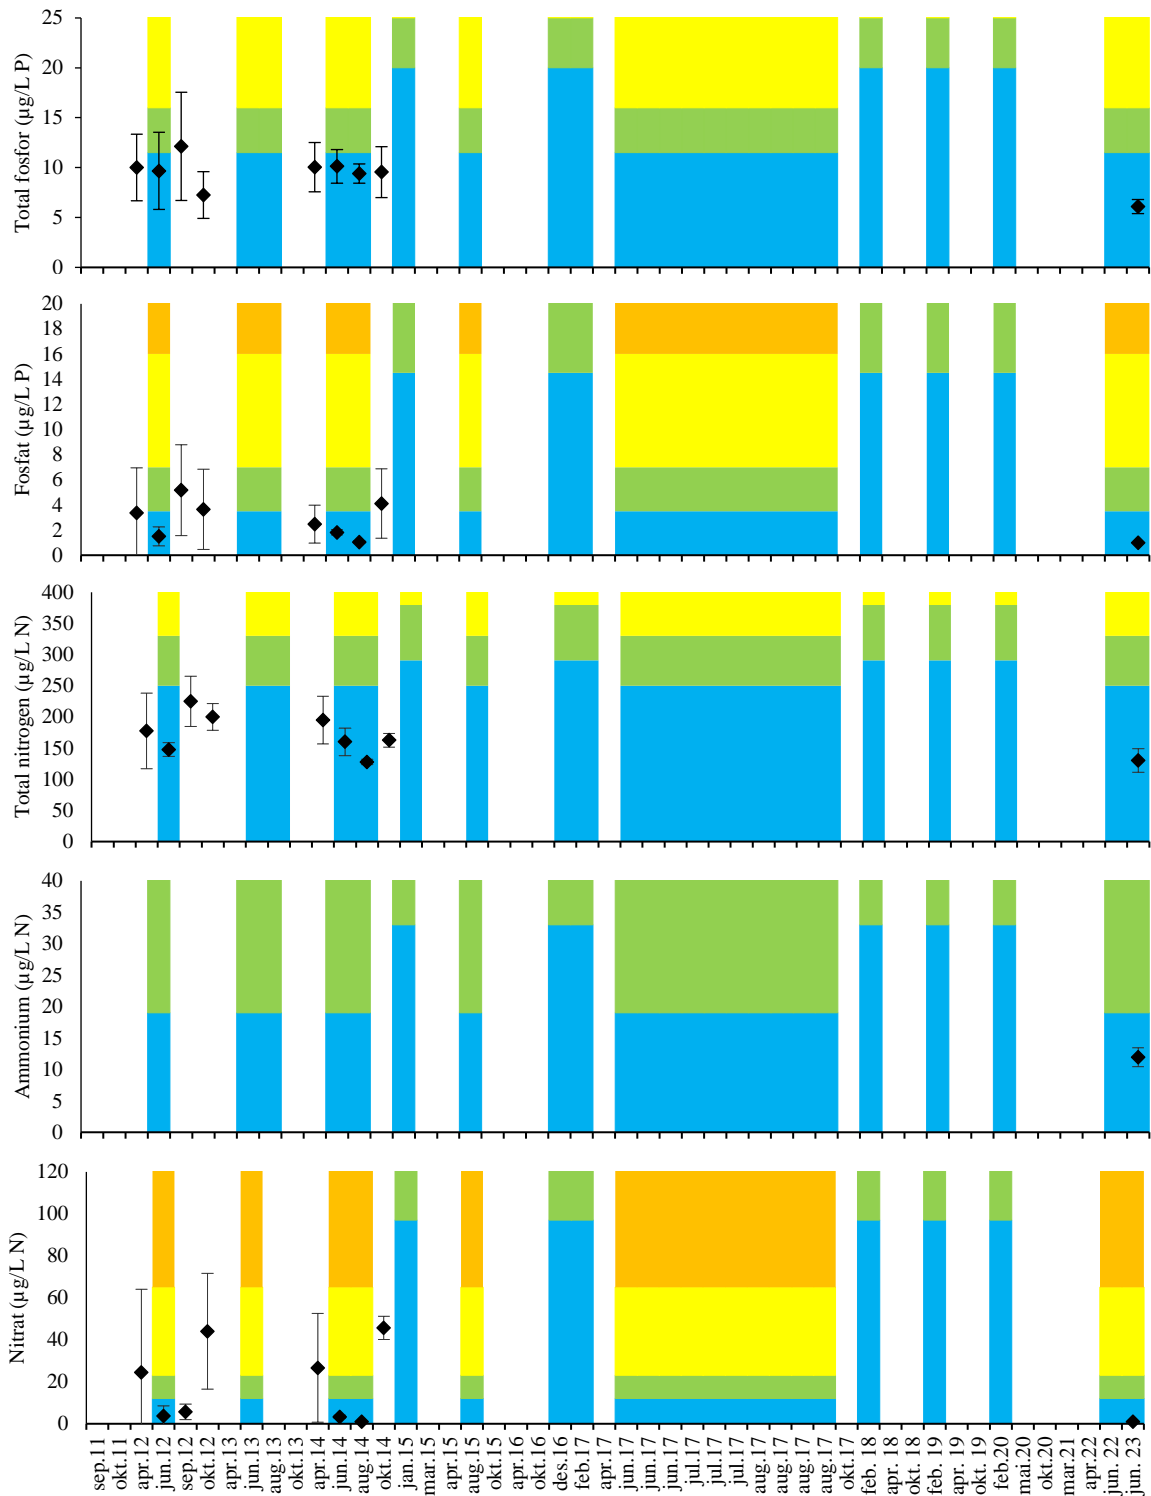 Total fosfor (µg/L P)
25
20
15
10
5
0
Fosfat (µg/L P)
20
18
16
14
12
10
8
6
4
2
0
Total nitrogen (µg/L N)
400
350
300
250
200
150
100
50
0
Ammonium (µg/L N)
40
35
30
25
20
15
10
5
0
Nitrat (µg/L N)
120
100
80
60
40
20
0
sep.11
okt.11
apr.12
jun.12
sep.12
okt.12
apr.13
jun.13
aug.13
okt.13
apr.14
jun.14
aug.14
okt.14
jan.15
mar.15
apr.15
aug.15
okt.15
apr.16
okt.16
des.16
feb.17
apr.17
jun.17
jun.17
jun.17
jul.17
jul.17
jul.17
aug.17
aug.17
aug.17
aug.17
okt.17
feb. 18
apr. 18
okt. 18
feb. 19
apr. 19
okt. 19
feb.20
mai.20
okt.20
mar.21
apr.22
jun. 22
jun. 23